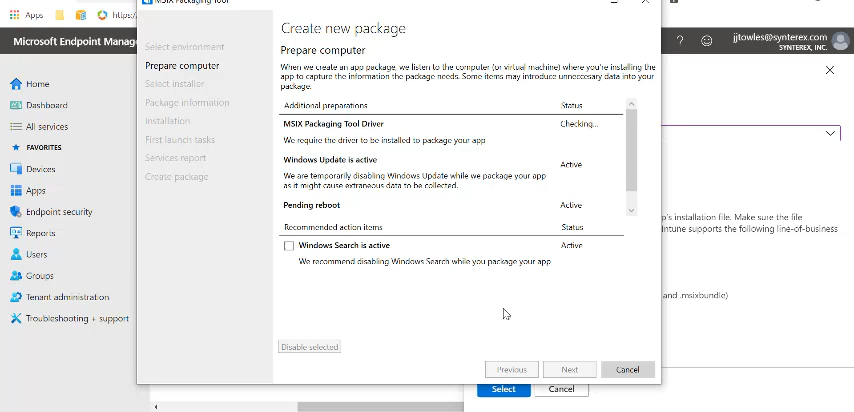 MSIX Packaging Tool
Apps
https:/
Microsoft Endpoint Manag
jjtowles@synterex.com
SYNTEREX, INC.
Home
Dashboard
All services
FAVORITES
Devices
Apps
Endpoint security
Reports
Users
Groups
Tenant administration
Troubleshooting + support
Select environment
Prepare computer
Select installer
Package information
Installation
First launch tasks
Services report
Create package
Create new package
Prepare computer
When we create an app package, we listen to the computer (or virtual machine) where you're installing the
app to capture the information the package needs. Some items may introduce unneccesary data into your
package.
Additional preparations Status
MSIX Packaging Tool Driver Checking...
We require the driver to be installed to package your app
Windows Update is active Active
We are temporarily disabling Windows Update while we package your app
as it might cause extraneous data to be collected.
Pending reboot Active
Recommended action items Status
Windows Search is active Active
We recommend disabling Windows Search while you package your app
Disable selected
Previous Next Cancel
p's installation file. Make sure the file
Intune supports the following line-of-business
and .msixbundle)
Select Cancel